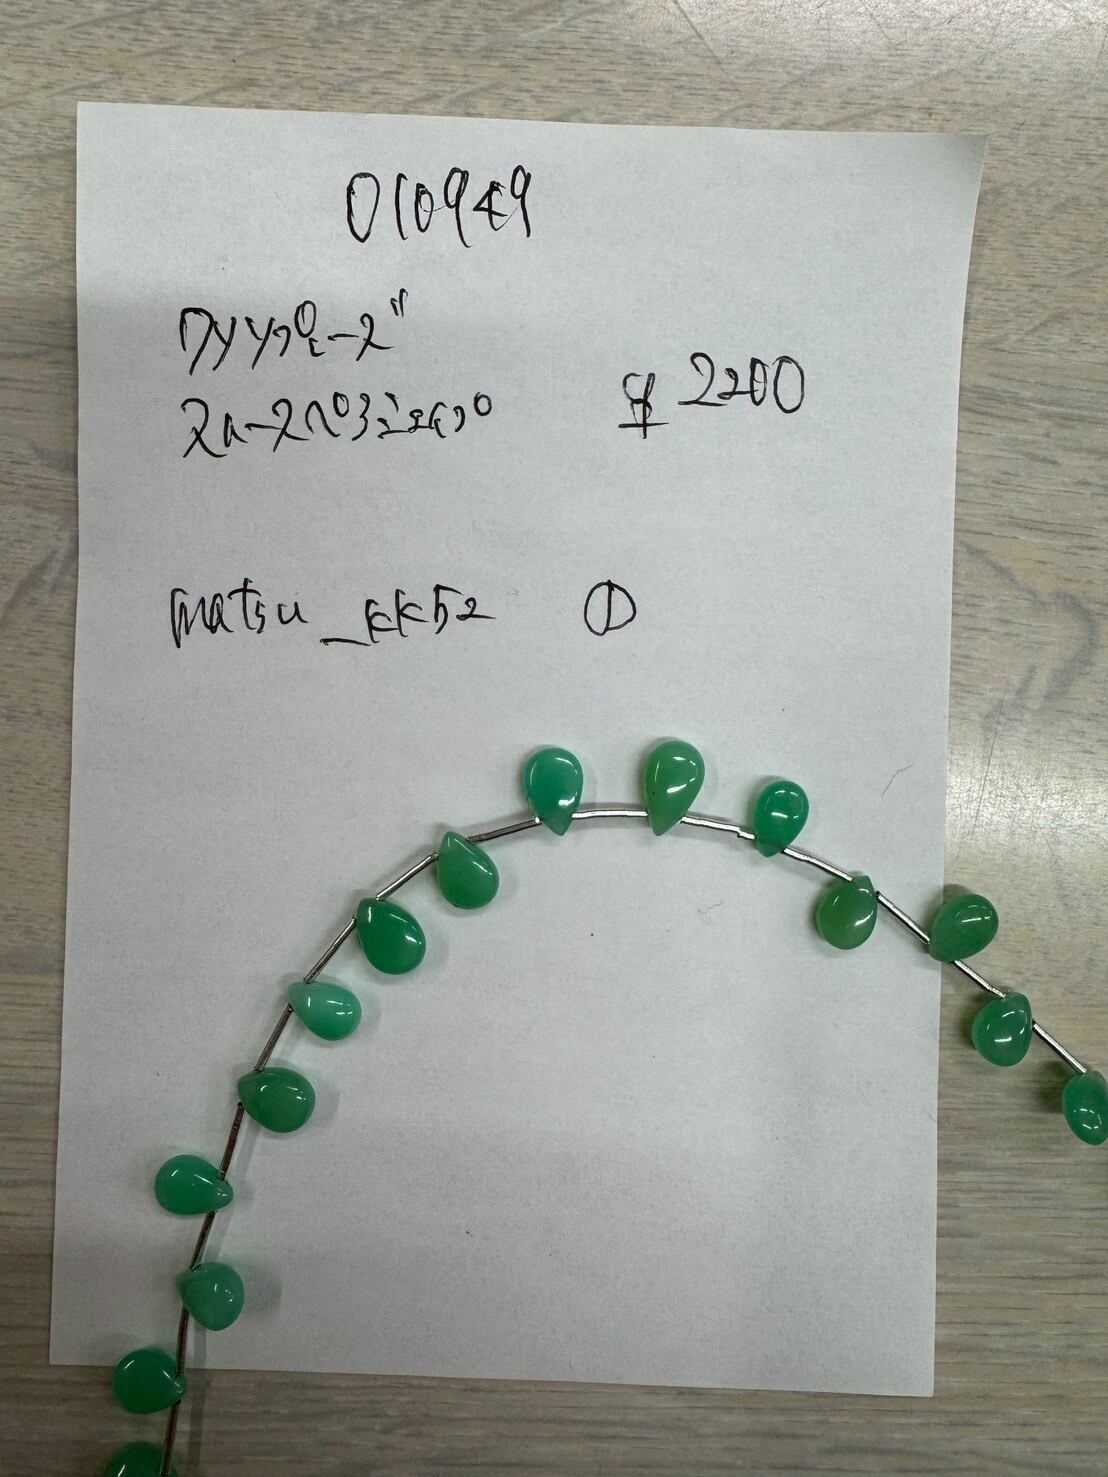 010949
クリソプレーズ
スムースペアシェイプ ¥2200
matsu_kk52 ①